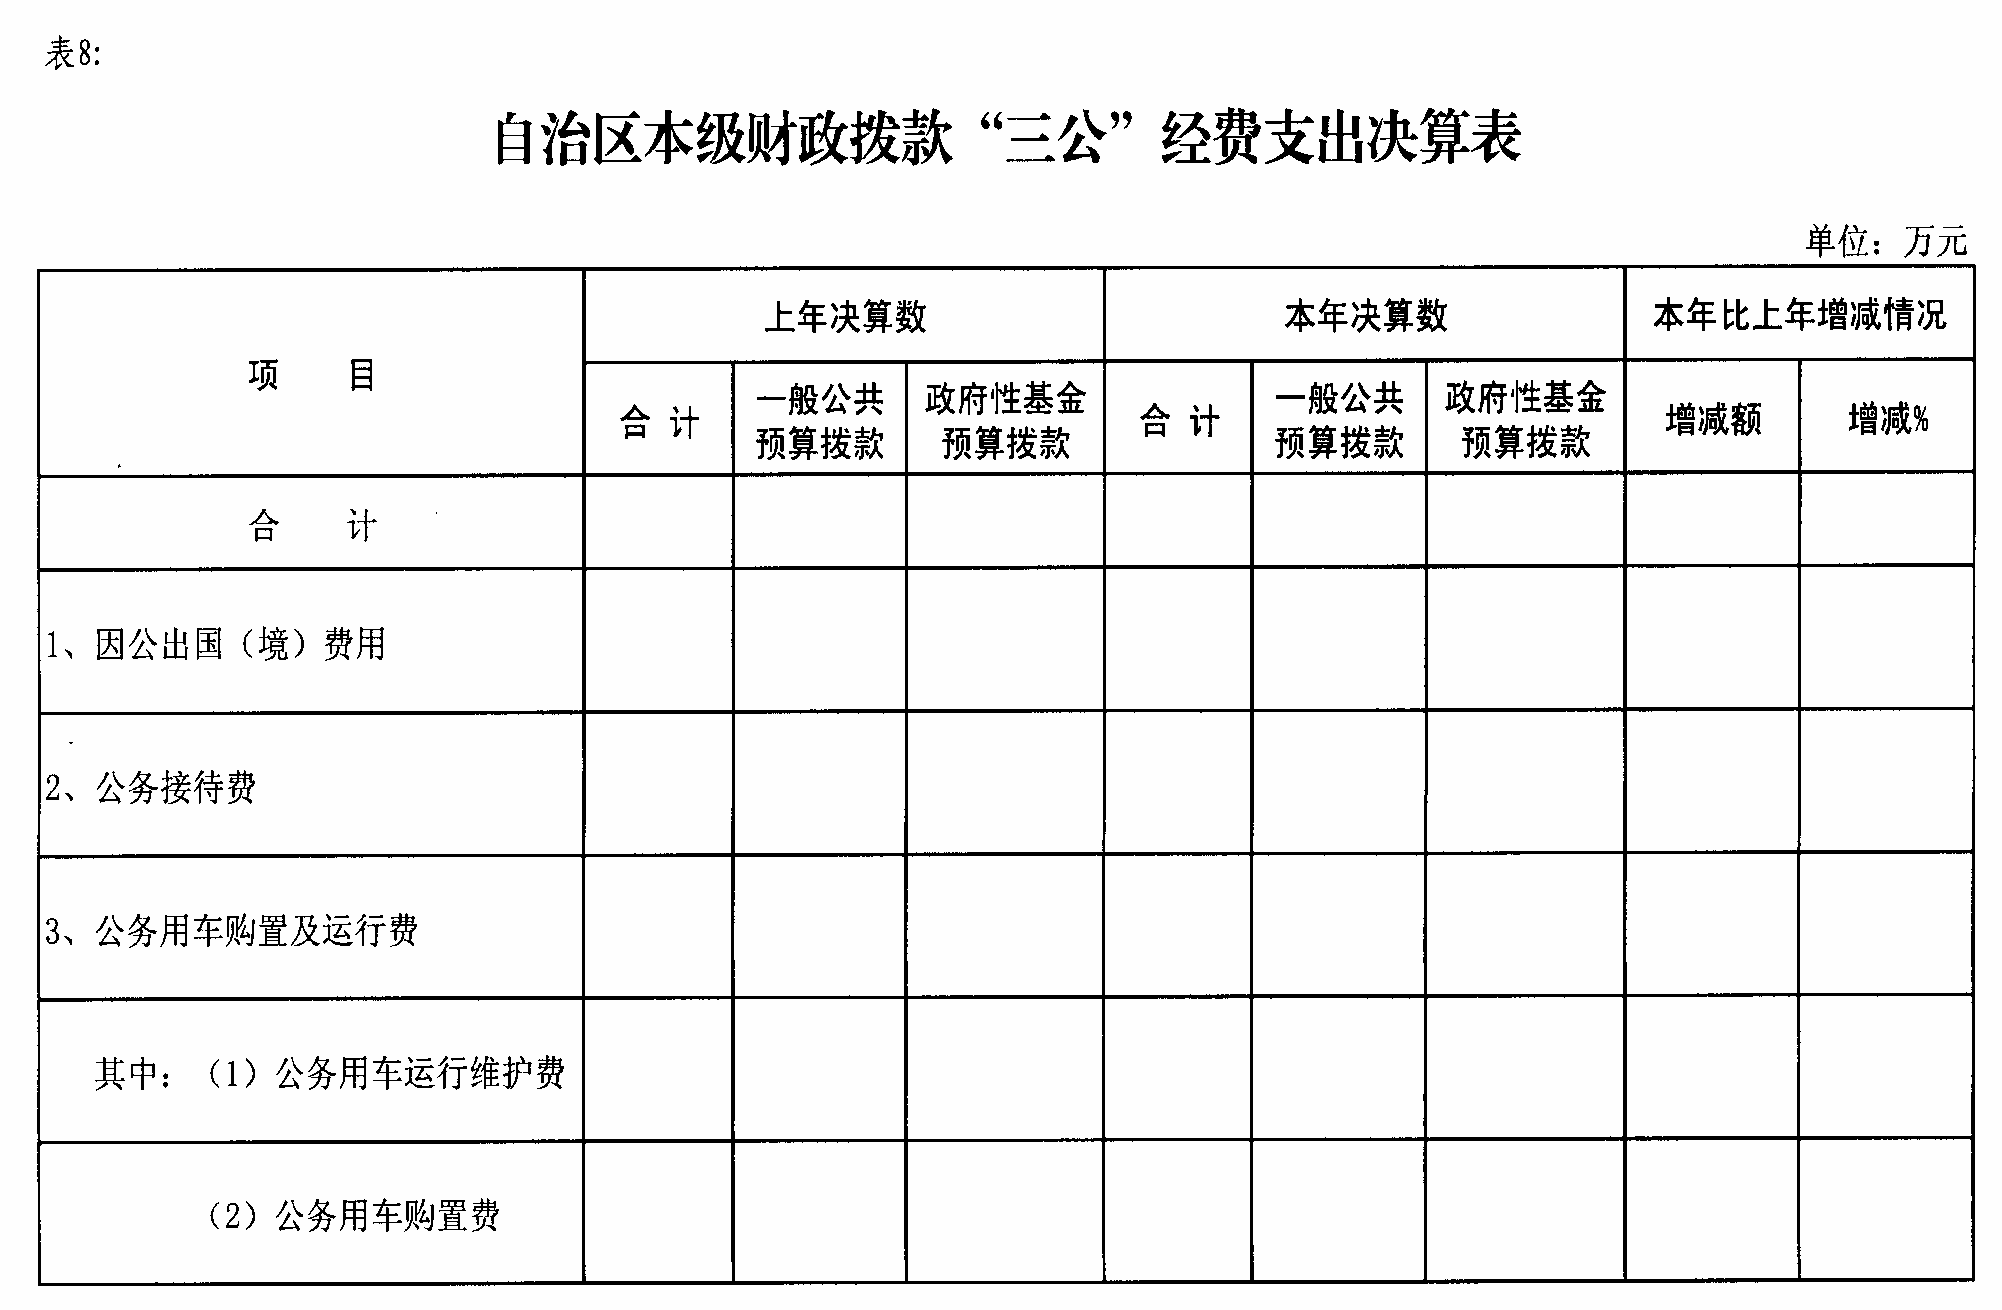 表8:
自治区本级财政拨款“三公”经费支出决算表
单位：万元
项 目 上年决算数 本年决算数 本年比上年增减情况
合 计 一般公共预算拨款 政府性基金预算拨款 合 计 一般公共预算拨款 政府性基金预算拨款 增减额 增减%
合 计
1、因公出国（境）费用
2、公务接待费
3、公务用车购置及运行费
其中：（1）公务用车运行维护费
（2）公务用车购置费